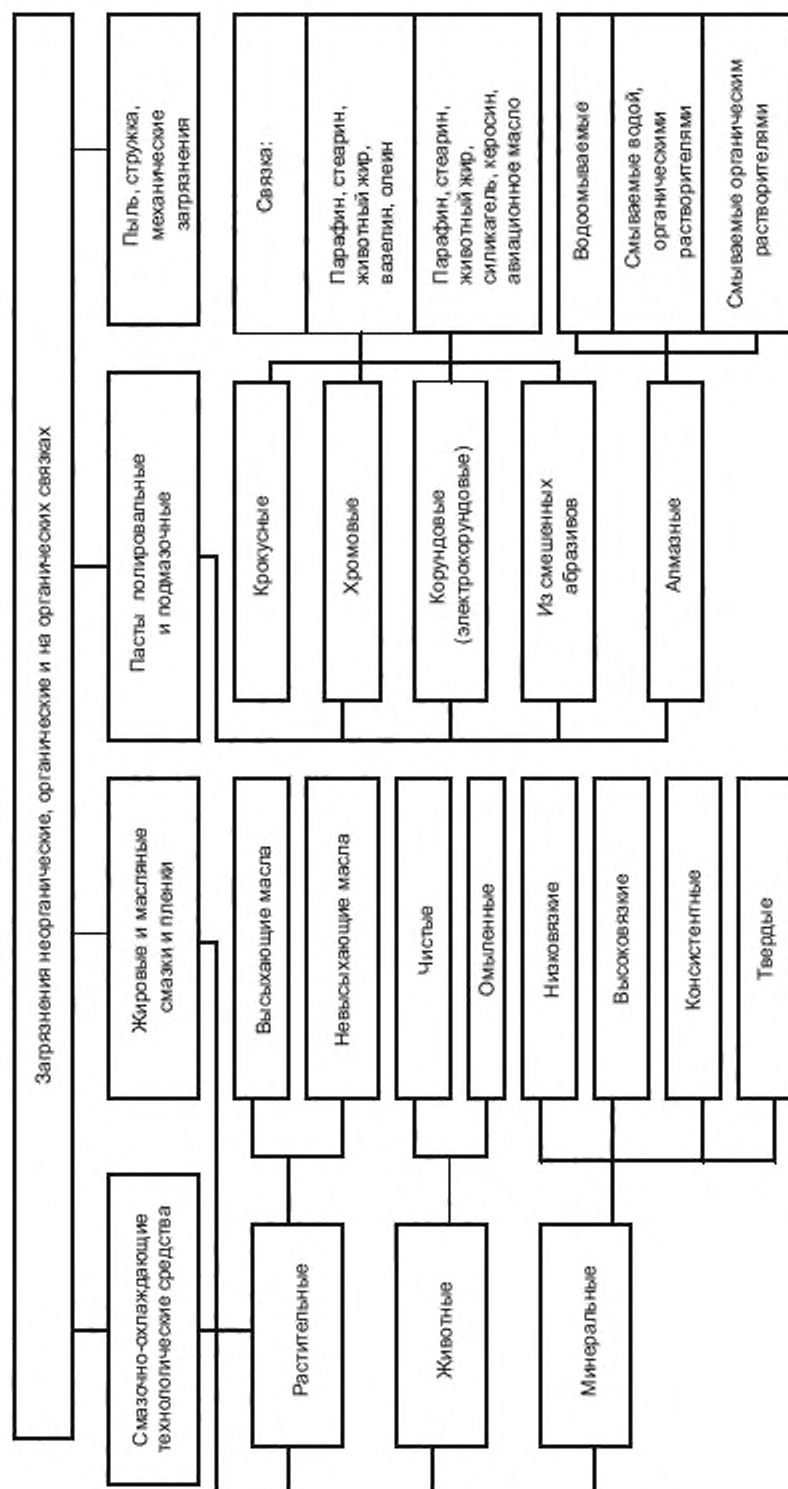 Загрязнения неорганические, органические и на органических связках
Смазочно-охлаждающие
технологические средства
Жировые и масляные
смазки и пленки
Пасты полировальные
и подмазочные
Пыль, стружка,
механические
загрязнения
Растительные
Животные
Минеральные
Высыхающие масла
Невысыхающие масла
Чистые
Омыленные
Низковязкие
Высоковязкие
Консистентные
Твердые
Крокусные
Хромовые
Корундовые
(электрокорундовые)
Из смешенных
абразивов
Алмазные
Связка:
Парафин, стеарин,
животный жир,
вазелин, олеин
Парафин, стеарин,
животный жир,
силикагель, керосин,
авиационное масло
Водоомываемые
Смываемые водой,
органическими
растворителями
Смываемые органическим
растворителями